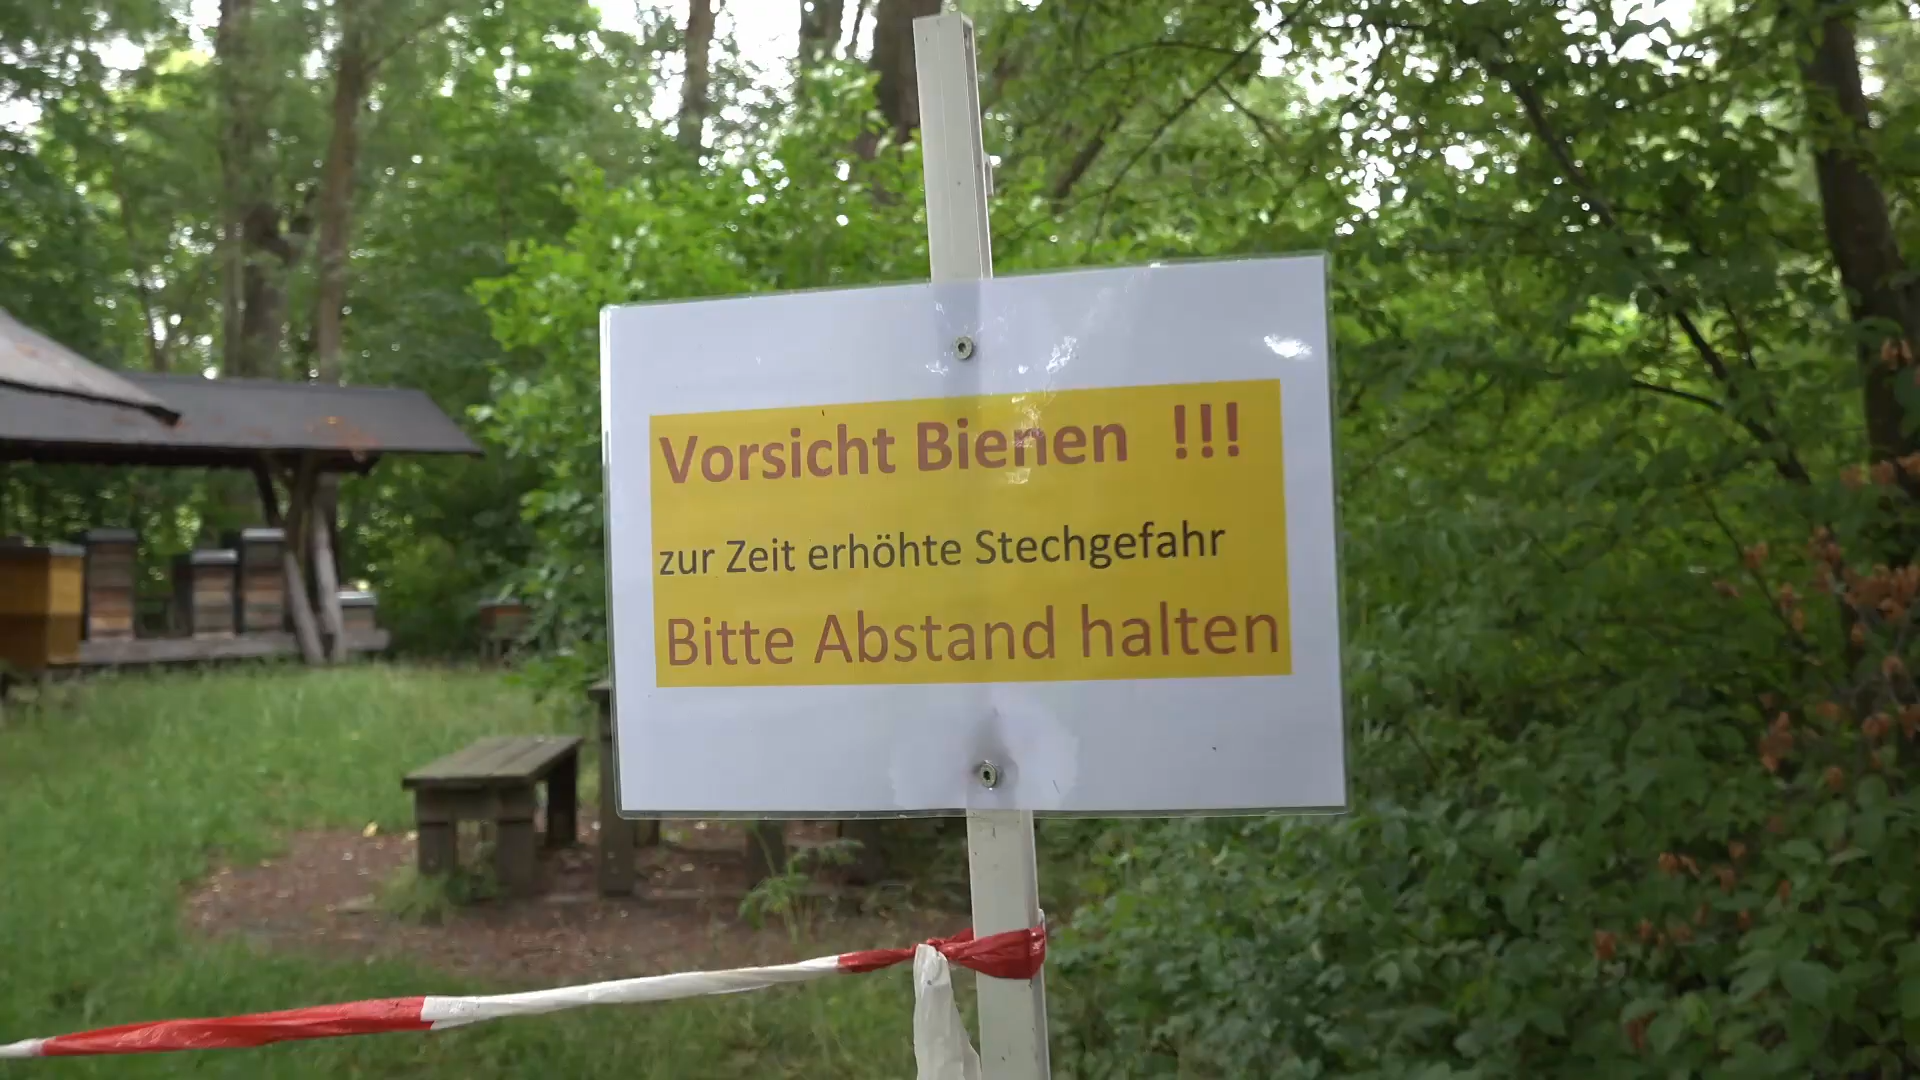 Vorsicht Bienen !!!
zur Zeit erhöhte Stechgefahr
Bitte Abstand halten